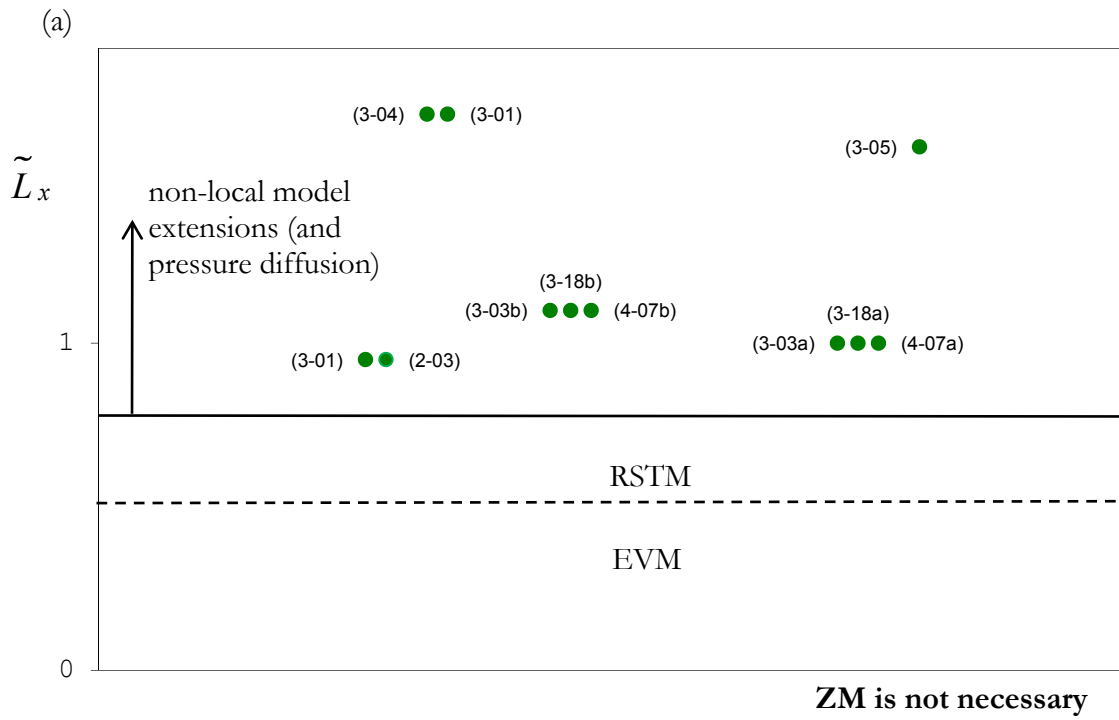 (a)
(3-04) (3-01)
(3-05)
L̃x
non-local model
extensions (and
pressure diffusion)
(3-18b)
(3-03b) (4-07b)
(3-18a)
1
(3-01) (2-03)
(3-03a) (4-07a)
RSTM
EVM
0
ZM is not necessary